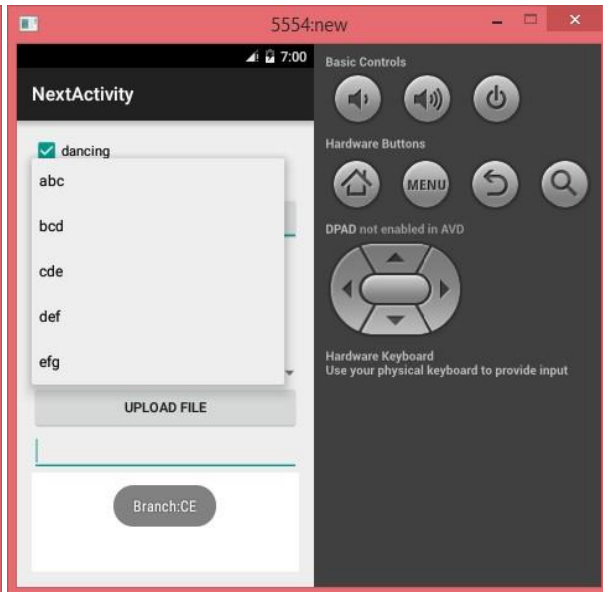 5554:new
7:00
NextActivity
dancing
abc
bcd
cde
def
efg
UPLOAD FILE
Branch:CE
Basic Controls
Hardware Buttons
MENU
DPAD not enabled in AVD
Hardware Keyboard
Use your physical keyboard to provide input